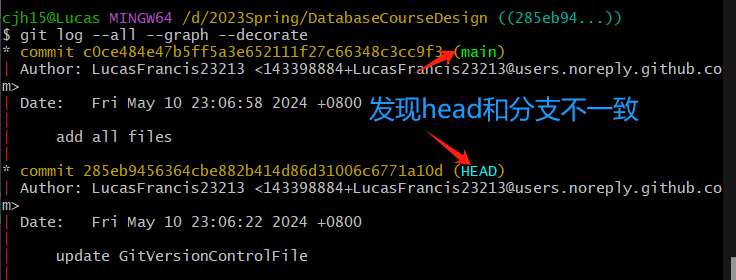 cjh15@Lucas MINGW64 /d/2023Spring/DatabaseCourseDesign ((285eb94...))
$ git log --all --graph --decorate
* commit c0ce484e47b5ff5a3e652111f27c66348c3cc9f3 (main)
| Author: LucasFrancis23213 <143398884+LucasFrancis23213@users.noreply.github.co
m>
| Date:   Fri May 10 23:06:58 2024 +0800
发现head和分支不一致
|
|     add all files
|
* commit 285eb9456364cbe882b414d86d31006c6771a10d (HEAD)
| Author: LucasFrancis23213 <143398884+LucasFrancis23213@users.noreply.github.co
m>
| Date:   Fri May 10 23:06:22 2024 +0800
|
|     update GitVersionControlFile
|